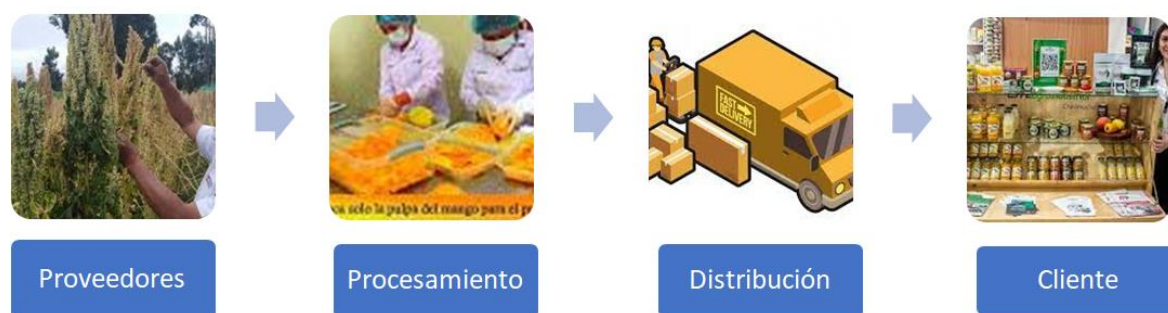 FAST
DELIVERY
solo la pulpa del mango para el
Proveedores
Procesamiento
Distribución
Cliente